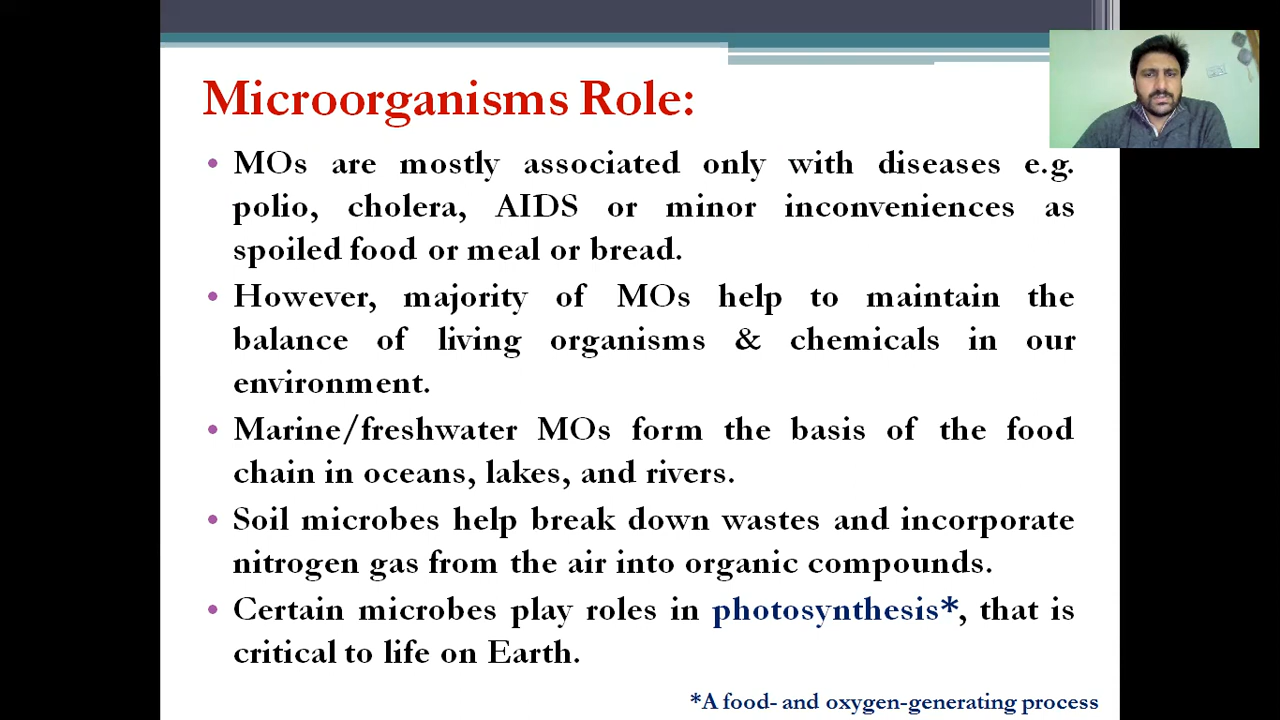 Microorganisms Role:
• MOs are mostly associated only with diseases e.g.
polio, cholera, AIDS or minor inconveniences as
spoiled food or meal or bread.
• However, majority of MOs help to maintain the
balance of living organisms & chemicals in our
environment.
• Marine/freshwater MOs form the basis of the food
chain in oceans, lakes, and rivers.
• Soil microbes help break down wastes and incorporate
nitrogen gas from the air into organic compounds.
• Certain microbes play roles in photosynthesis*, that is
critical to life on Earth.
*A food- and oxygen-generating process